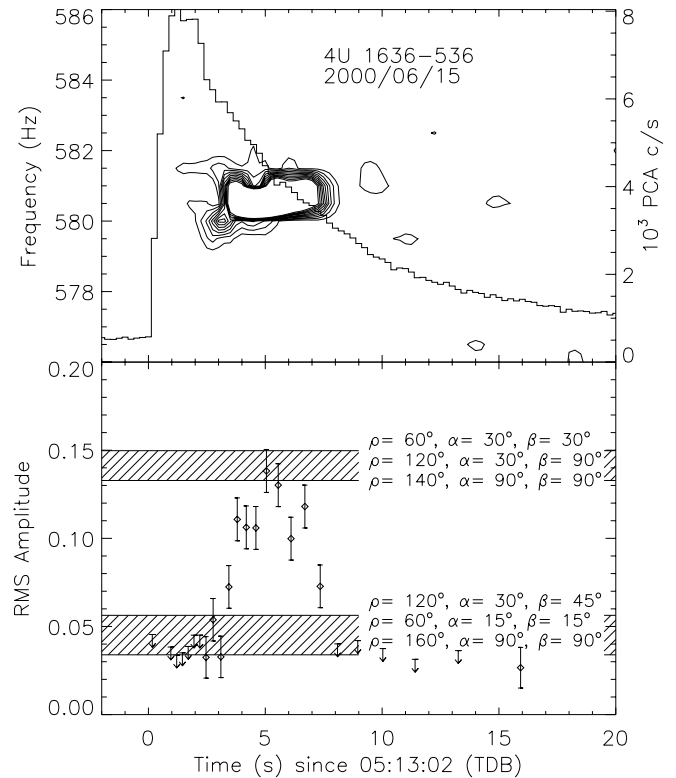 586
584
582
580
578
Frequency (Hz)
4U 1636−536
2000/06/15
8
6
4
2
0
10³ PCA c/s
0.20
0.15
0.10
0.05
0.00
RMS Amplitude
ρ= 60°, α= 30°, β= 30°
ρ= 120°, α= 30°, β= 90°
ρ= 140°, α= 90°, β= 90°
ρ= 120°, α= 30°, β= 45°
ρ= 60°, α= 15°, β= 15°
ρ= 160°, α= 90°, β= 90°
0 5 10 15 20
Time (s) since 05:13:02 (TDB)